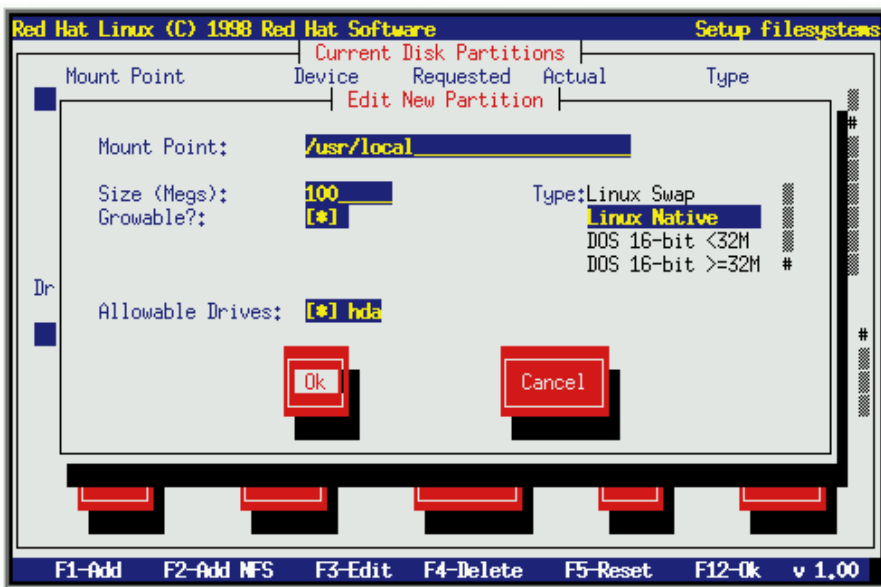 Red Hat Linux (C) 1998 Red Hat Software Setup filesystems
Current Disk Partitions
Mount Point Device Requested Actual Type
Edit New Partition
#
Mount Point: /usr/local
Size (Megs): 100 Type:Linux Swap
Growable?: [*] Linux Native
DOS 16-bit <32M
DOS 16-bit >=32M #
Dr
Allowable Drives: [*] hda
#
Ok Cancel
F1-Add F2-Add NFS F3-Edit F4-Delete F5-Reset F12-Ok v 1.00